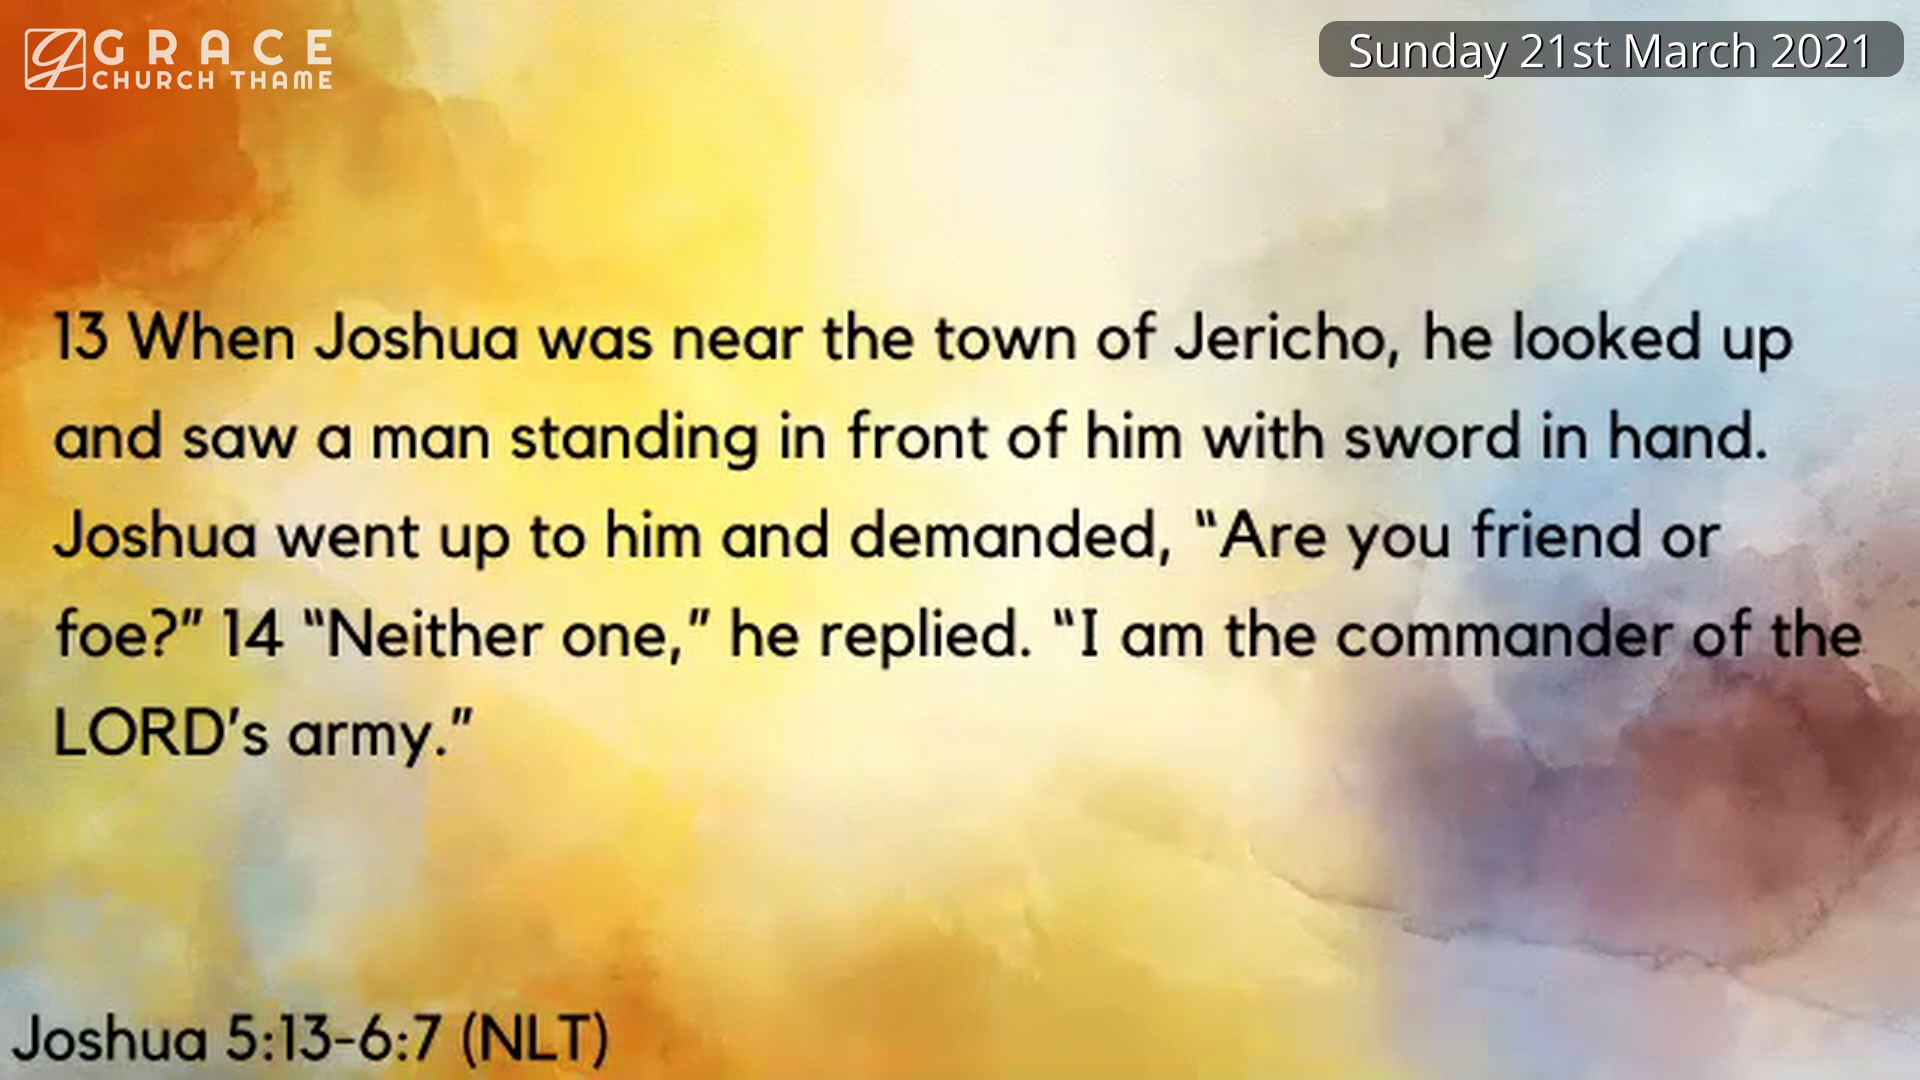 GRACE
CHURCH THAME
Sunday 21st March 2021
13 When Joshua was near the town of Jericho, he looked up
and saw a man standing in front of him with sword in hand.
Joshua went up to him and demanded, “Are you friend or
foe?” 14 “Neither one,” he replied. “I am the commander of the
LORD’s army.”
Joshua 5:13-6:7 (NLT)